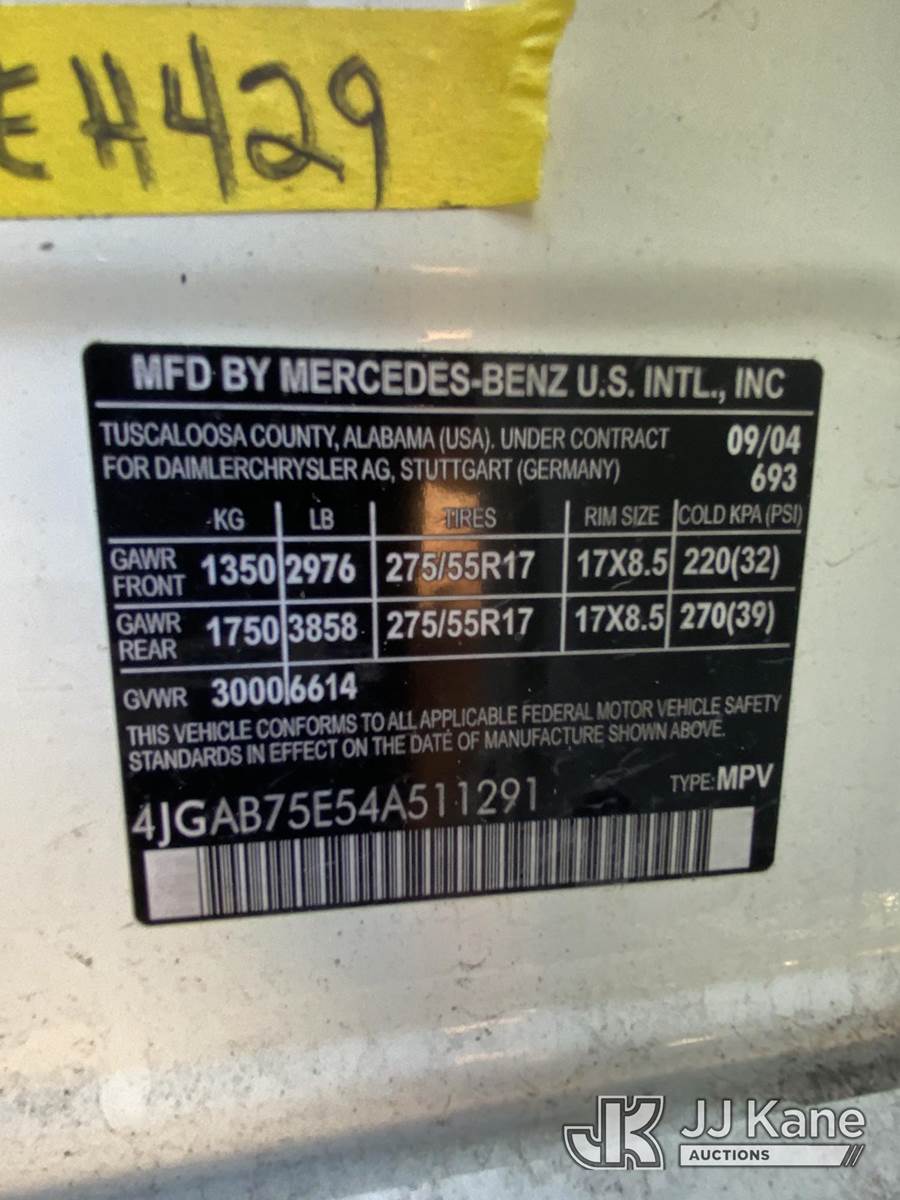 EH429
MFD BY MERCEDES-BENZ U.S. INTL., INC
TUSCALOOSA COUNTY, ALABAMA (USA). UNDER CONTRACT 09/04
FOR DAIMLERCHRYSLER AG, STUTTGART (GERMANY) 693
KG LB TIRES RIM SIZE COLD KPA (PSI)
GAWR FRONT 1350 2976 275/55R17 17X8.5 220(32)
GAWR REAR 1750 3858 275/55R17 17X8.5 270(39)
GVWR 3000 6614
THIS VEHICLE CONFORMS TO ALL APPLICABLE FEDERAL MOTOR VEHICLE SAFETY
STANDARDS IN EFFECT ON THE DATE OF MANUFACTURE SHOWN ABOVE.
4JGAB75E54A511291 TYPE: MPV
JK JJ Kane
AUCTIONS